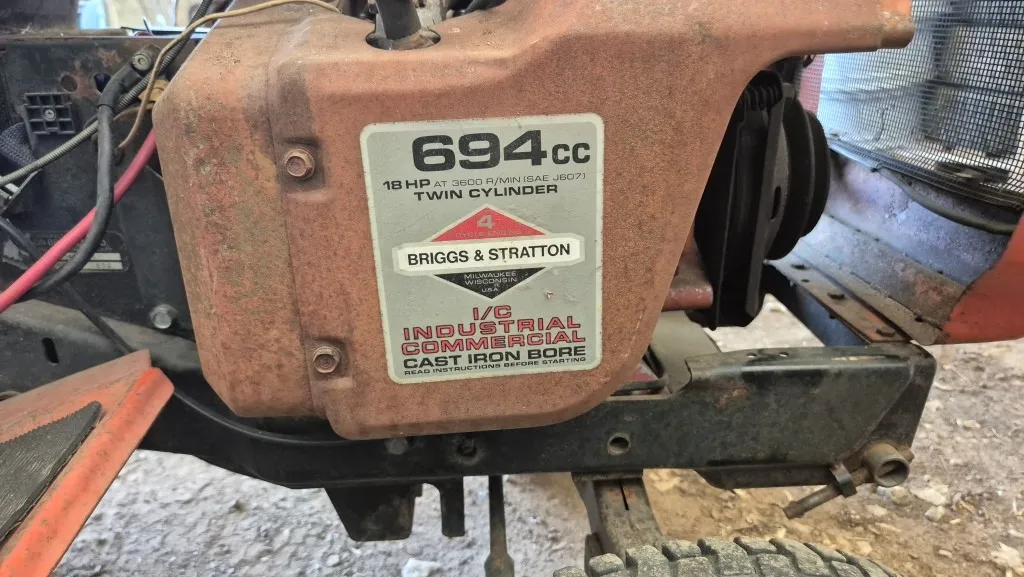 694cc
18 HP AT 3600 R/MIN (SAE J607)
TWIN CYLINDER
4
BRIGGS & STRATTON
MILWAUKEE
WISCONSIN
U.S.A.
I/C
INDUSTRIAL
COMMERCIAL
CAST IRON BORE
READ INSTRUCTIONS BEFORE STARTING